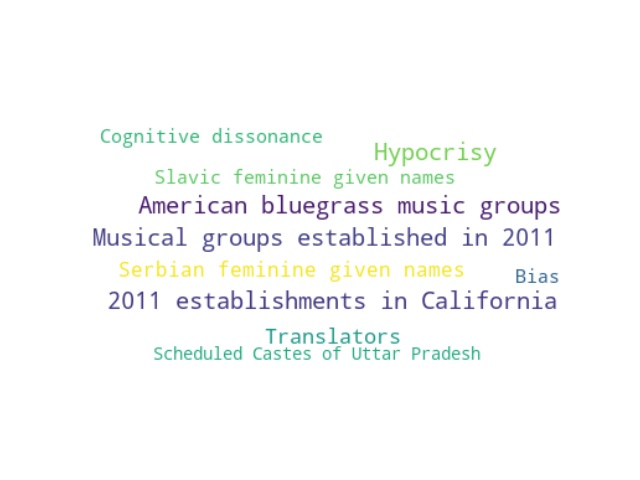 Cognitive dissonance
Hypocrisy
Slavic feminine given names
American bluegrass music groups
Musical groups established in 2011
Serbian feminine given names
Bias
2011 establishments in California
Translators
Scheduled Castes of Uttar Pradesh